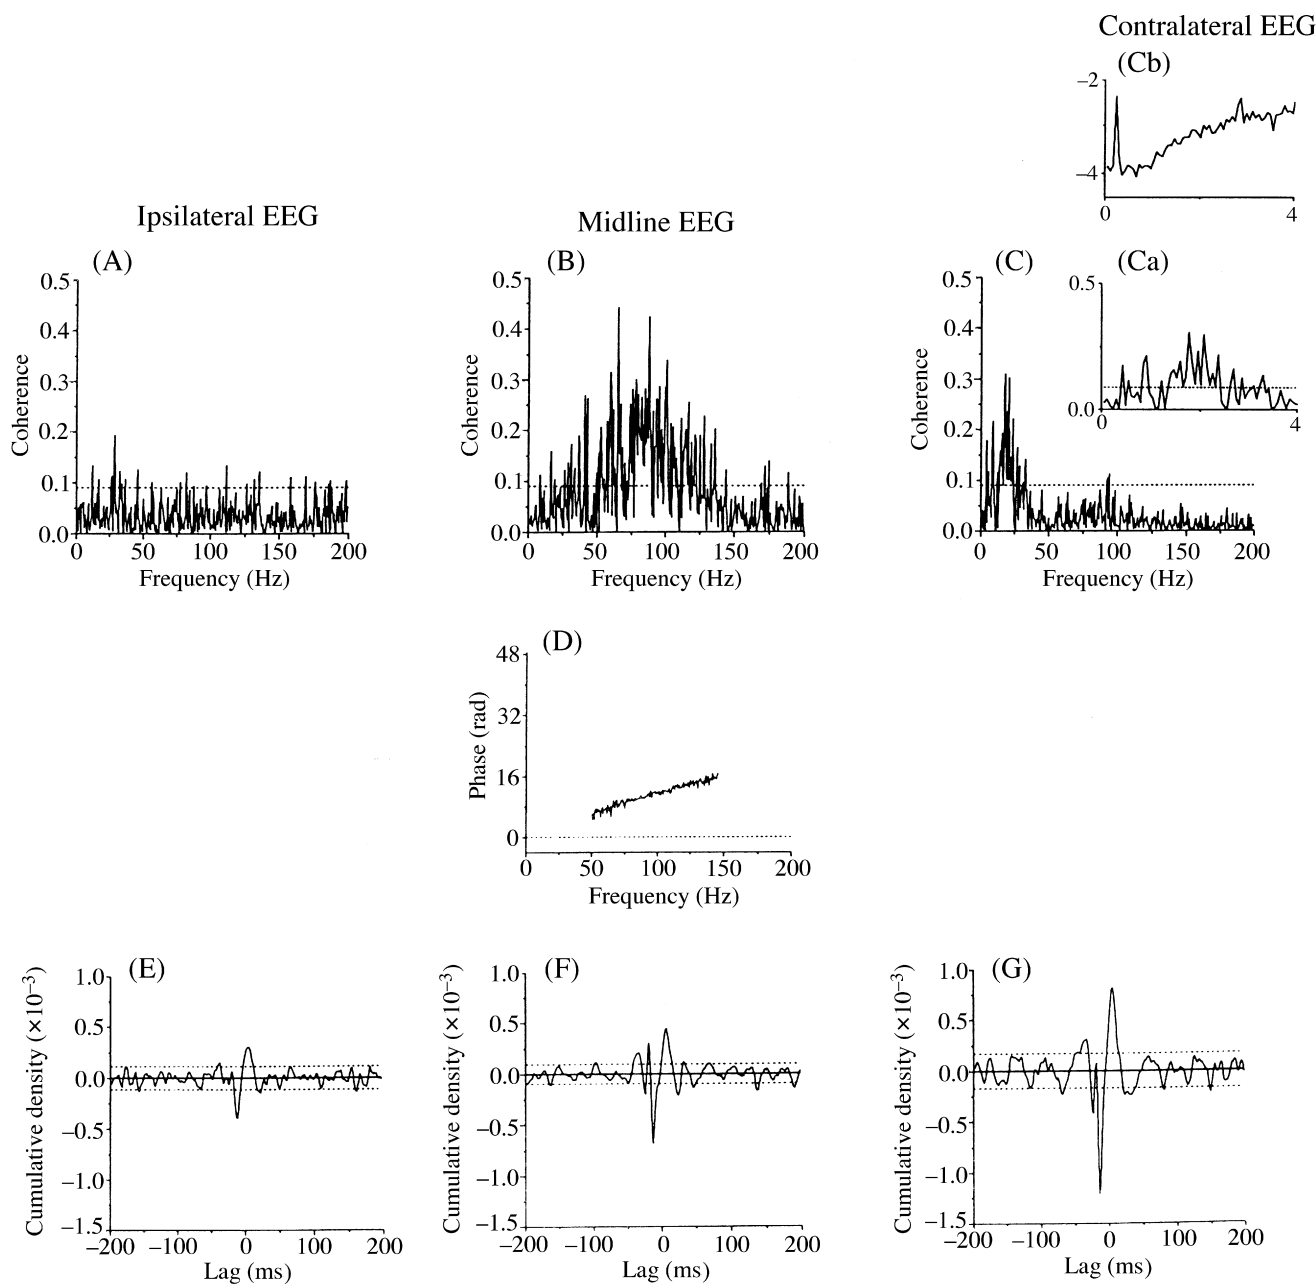 Contralateral EEG
(Cb)
−2
−4
0 4
Ipsilateral EEG
Midline EEG
(A)
0.5
0.4
0.3
0.2
0.1
0.0
Coherence
0 50 100 150 200
Frequency (Hz)
(B)
0.5
0.4
0.3
0.2
0.1
0.0
Coherence
0 50 100 150 200
Frequency (Hz)
(C)
0.5
0.4
0.3
0.2
0.1
0.0
Coherence
0 50 100 150 200
Frequency (Hz)
(Ca)
0.5
0.0
0 4
(D)
48
32
16
0
Phase (rad)
0 50 100 150 200
Frequency (Hz)
(E)
1.0
0.5
0.0
−0.5
−1.0
−1.5
Cumulative density (×10⁻³)
−200 −100 0 100 200
Lag (ms)
(F)
1.0
0.5
0.0
−0.5
−1.0
−1.5
Cumulative density (×10⁻³)
−200 −100 0 100 200
Lag (ms)
(G)
1.0
0.5
0.0
−0.5
−1.0
−1.5
Cumulative density (×10⁻³)
−200 −100 0 100 200
Lag (ms)